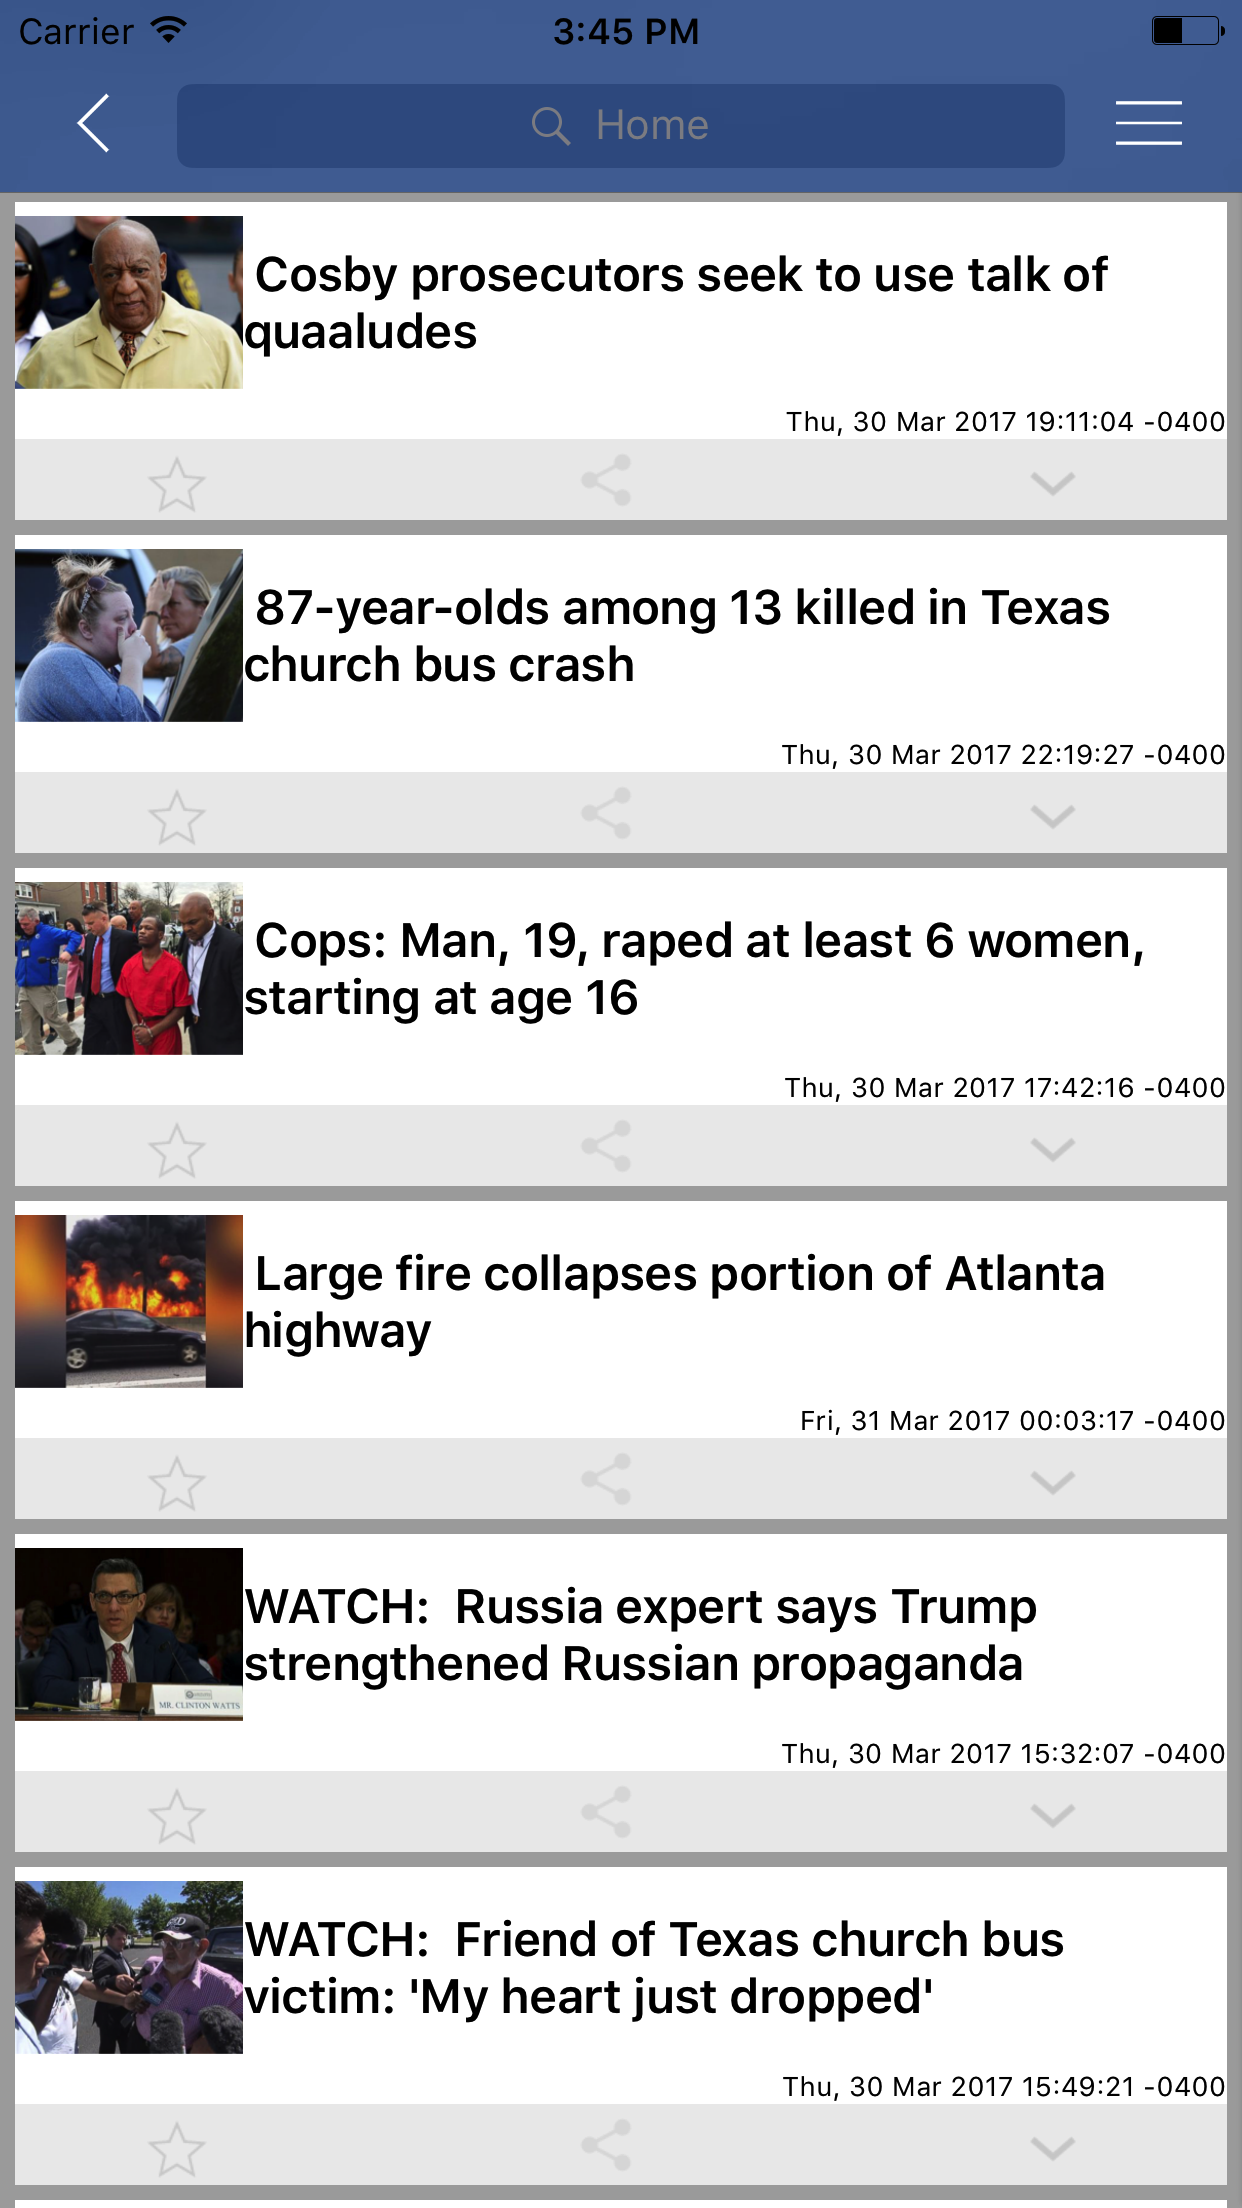 Carrier 3:45 PM
Home
Cosby prosecutors seek to use talk of
quaaludes
Thu, 30 Mar 2017 19:11:04 -0400
87-year-olds among 13 killed in Texas
church bus crash
Thu, 30 Mar 2017 22:19:27 -0400
Cops: Man, 19, raped at least 6 women,
starting at age 16
Thu, 30 Mar 2017 17:42:16 -0400
Large fire collapses portion of Atlanta
highway
Fri, 31 Mar 2017 00:03:17 -0400
WATCH:  Russia expert says Trump
strengthened Russian propaganda
MR. CLINTON WATTS
Thu, 30 Mar 2017 15:32:07 -0400
WATCH:  Friend of Texas church bus
victim: 'My heart just dropped'
Thu, 30 Mar 2017 15:49:21 -0400